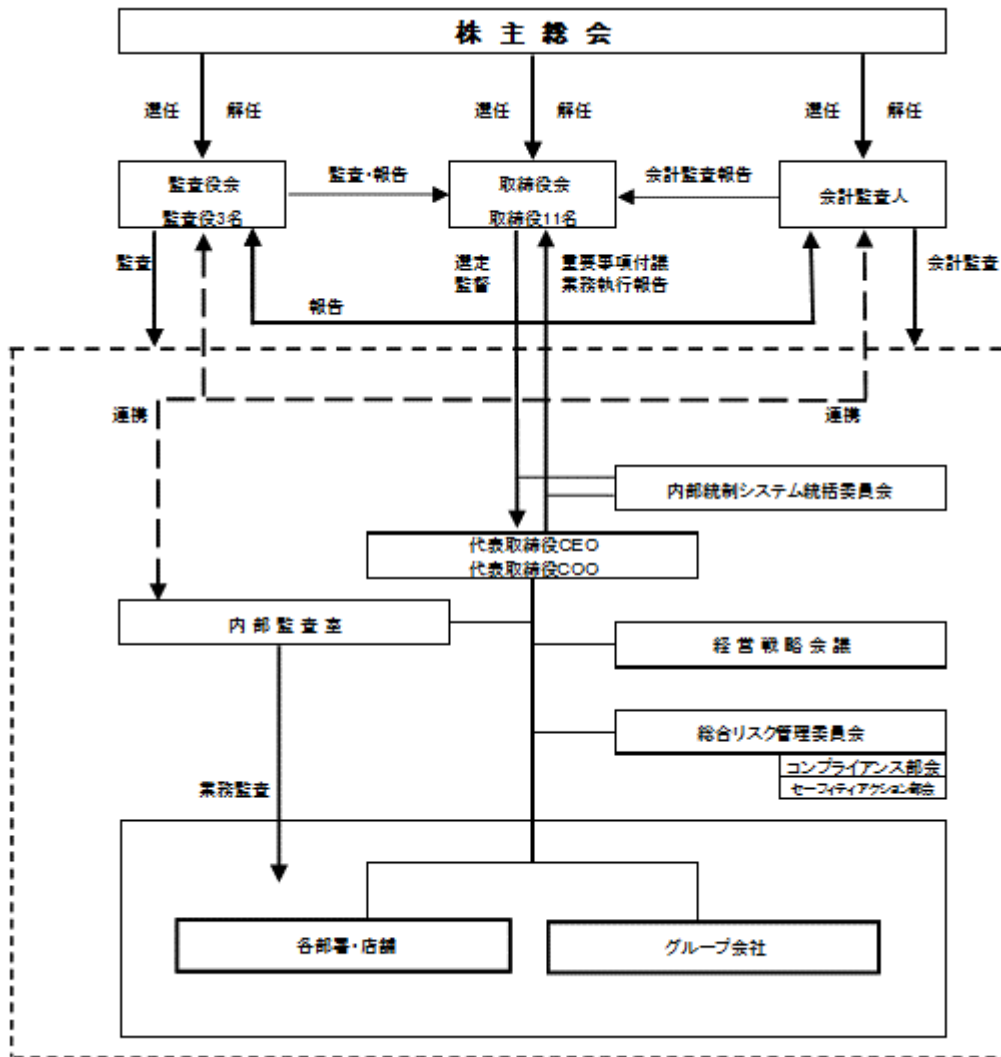 株 主 総 会
選任 解任 選任 解任 選任 解任
監査役会
監査役3名
監査・報告
取締役会
取締役11名
会計監査報告
会計監査人
監査
選定
監督
重要事項付議
業務執行報告
会計監査
報告
連携
連携
内部統制システム統括委員会
代表取締役CEO
代表取締役COO
内 部 監 査 室
経 営 戦 略 会 議
総合リスク管理委員会
コンプライアンス部会
セーフィティアクション部会
業務監査
各部署・店舗
グループ会社